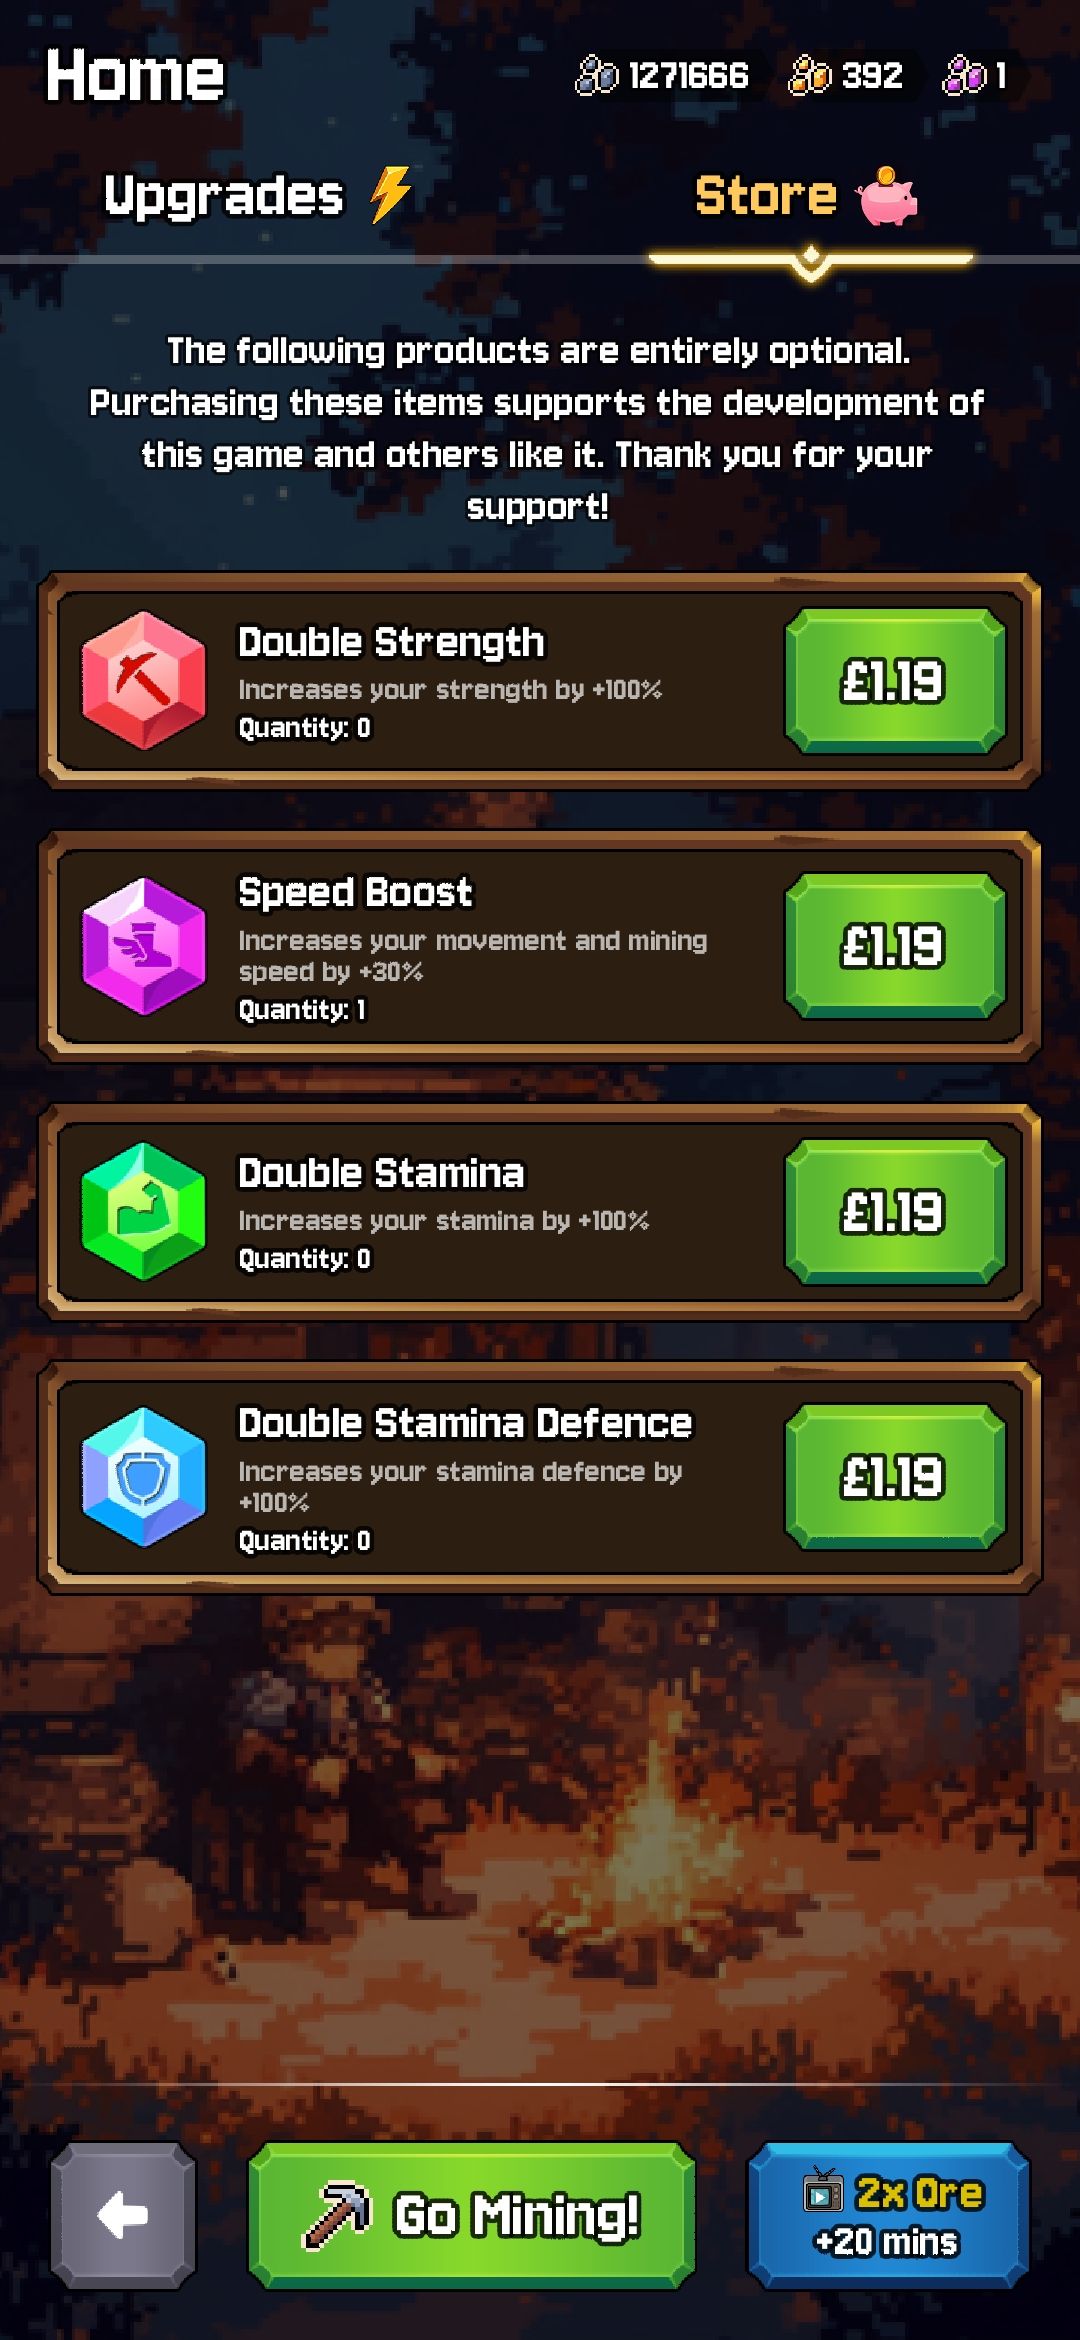 Home
1271666
392
1
Upgrades
Store
The following products are entirely optional.
Purchasing these items supports the development of
this game and others like it. Thank you for your
support!
Double Strength
Increases your strength by +100%
Quantity: 0
£1.19
Speed Boost
Increases your movement and mining
speed by +30%
Quantity: 1
£1.19
Double Stamina
Increases your stamina by +100%
Quantity: 0
£1.19
Double Stamina Defence
Increases your stamina defence by
+100%
Quantity: 0
£1.19
Go Mining!
2x Ore
+20 mins